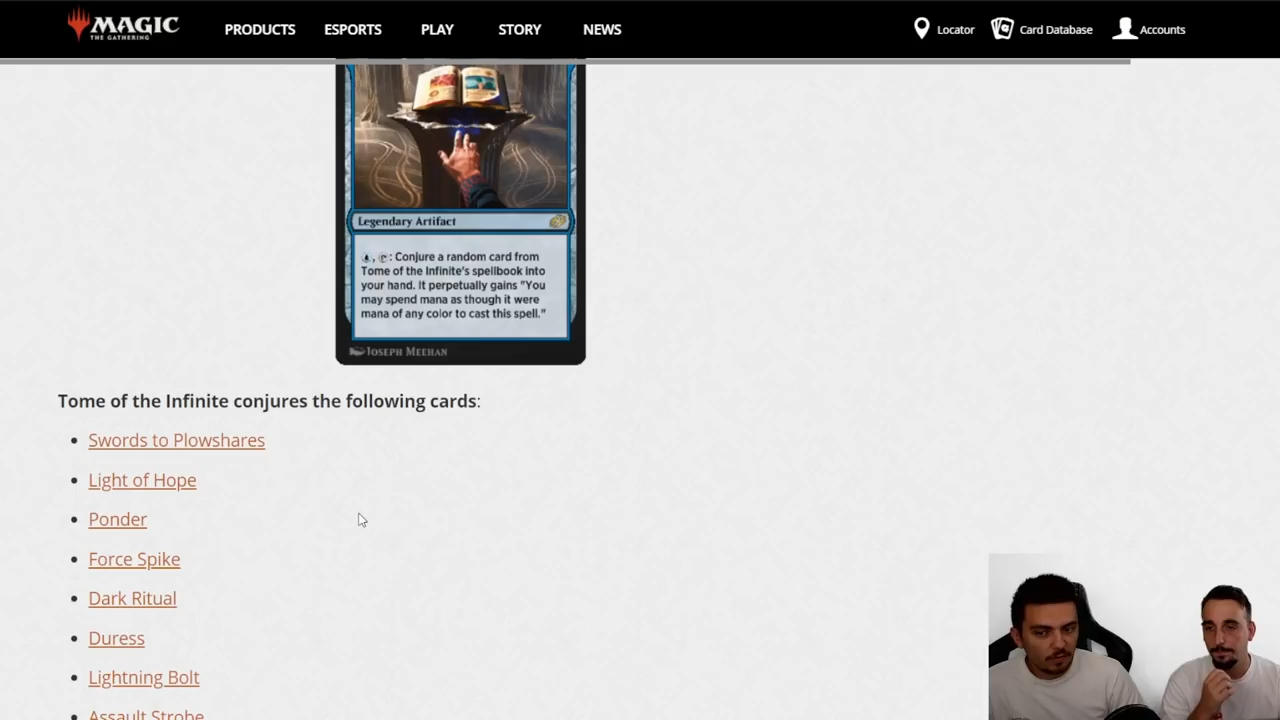 MAGIC
THE GATHERING
PRODUCTS ESPORTS PLAY STORY NEWS
Locator Card Database Accounts
Legendary Artifact
: Conjure a random card from
Tome of the Infinite's spellbook into
your hand. It perpetually gains "You
may spend mana as though it were
mana of any color to cast this spell."
JOSEPH MEEHAN
Tome of the Infinite conjures the following cards:
• Swords to Plowshares
• Light of Hope
• Ponder
• Force Spike
• Dark Ritual
• Duress
• Lightning Bolt
Assault Strobe